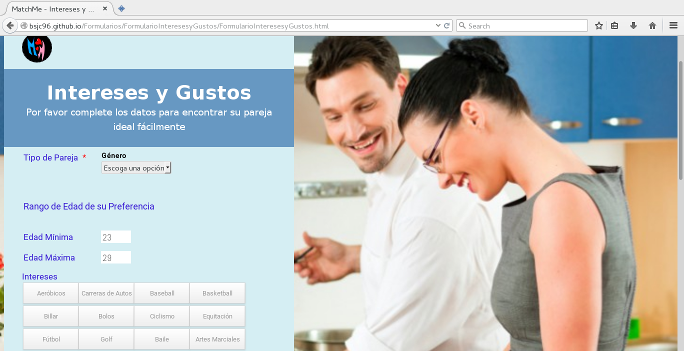 MatchMe - Intereses y ...
bsjc96.github.io/Formularios/FormularioInteresesyGustos/FormularioInteresesyGustos.html
Search
Intereses y Gustos
Por favor complete los datos para encontrar su pareja
ideal fácilmente
Tipo de Pareja * Género
Escoga una opción
Rango de Edad de su Preferencia
Edad Mínima 23
Edad Máxima 29
Intereses
Aeróbicos Carreras de Autos Baseball Basketball
Billar Bolos Ciclismo Equitación
Fútbol Golf Baile Artes Marciales